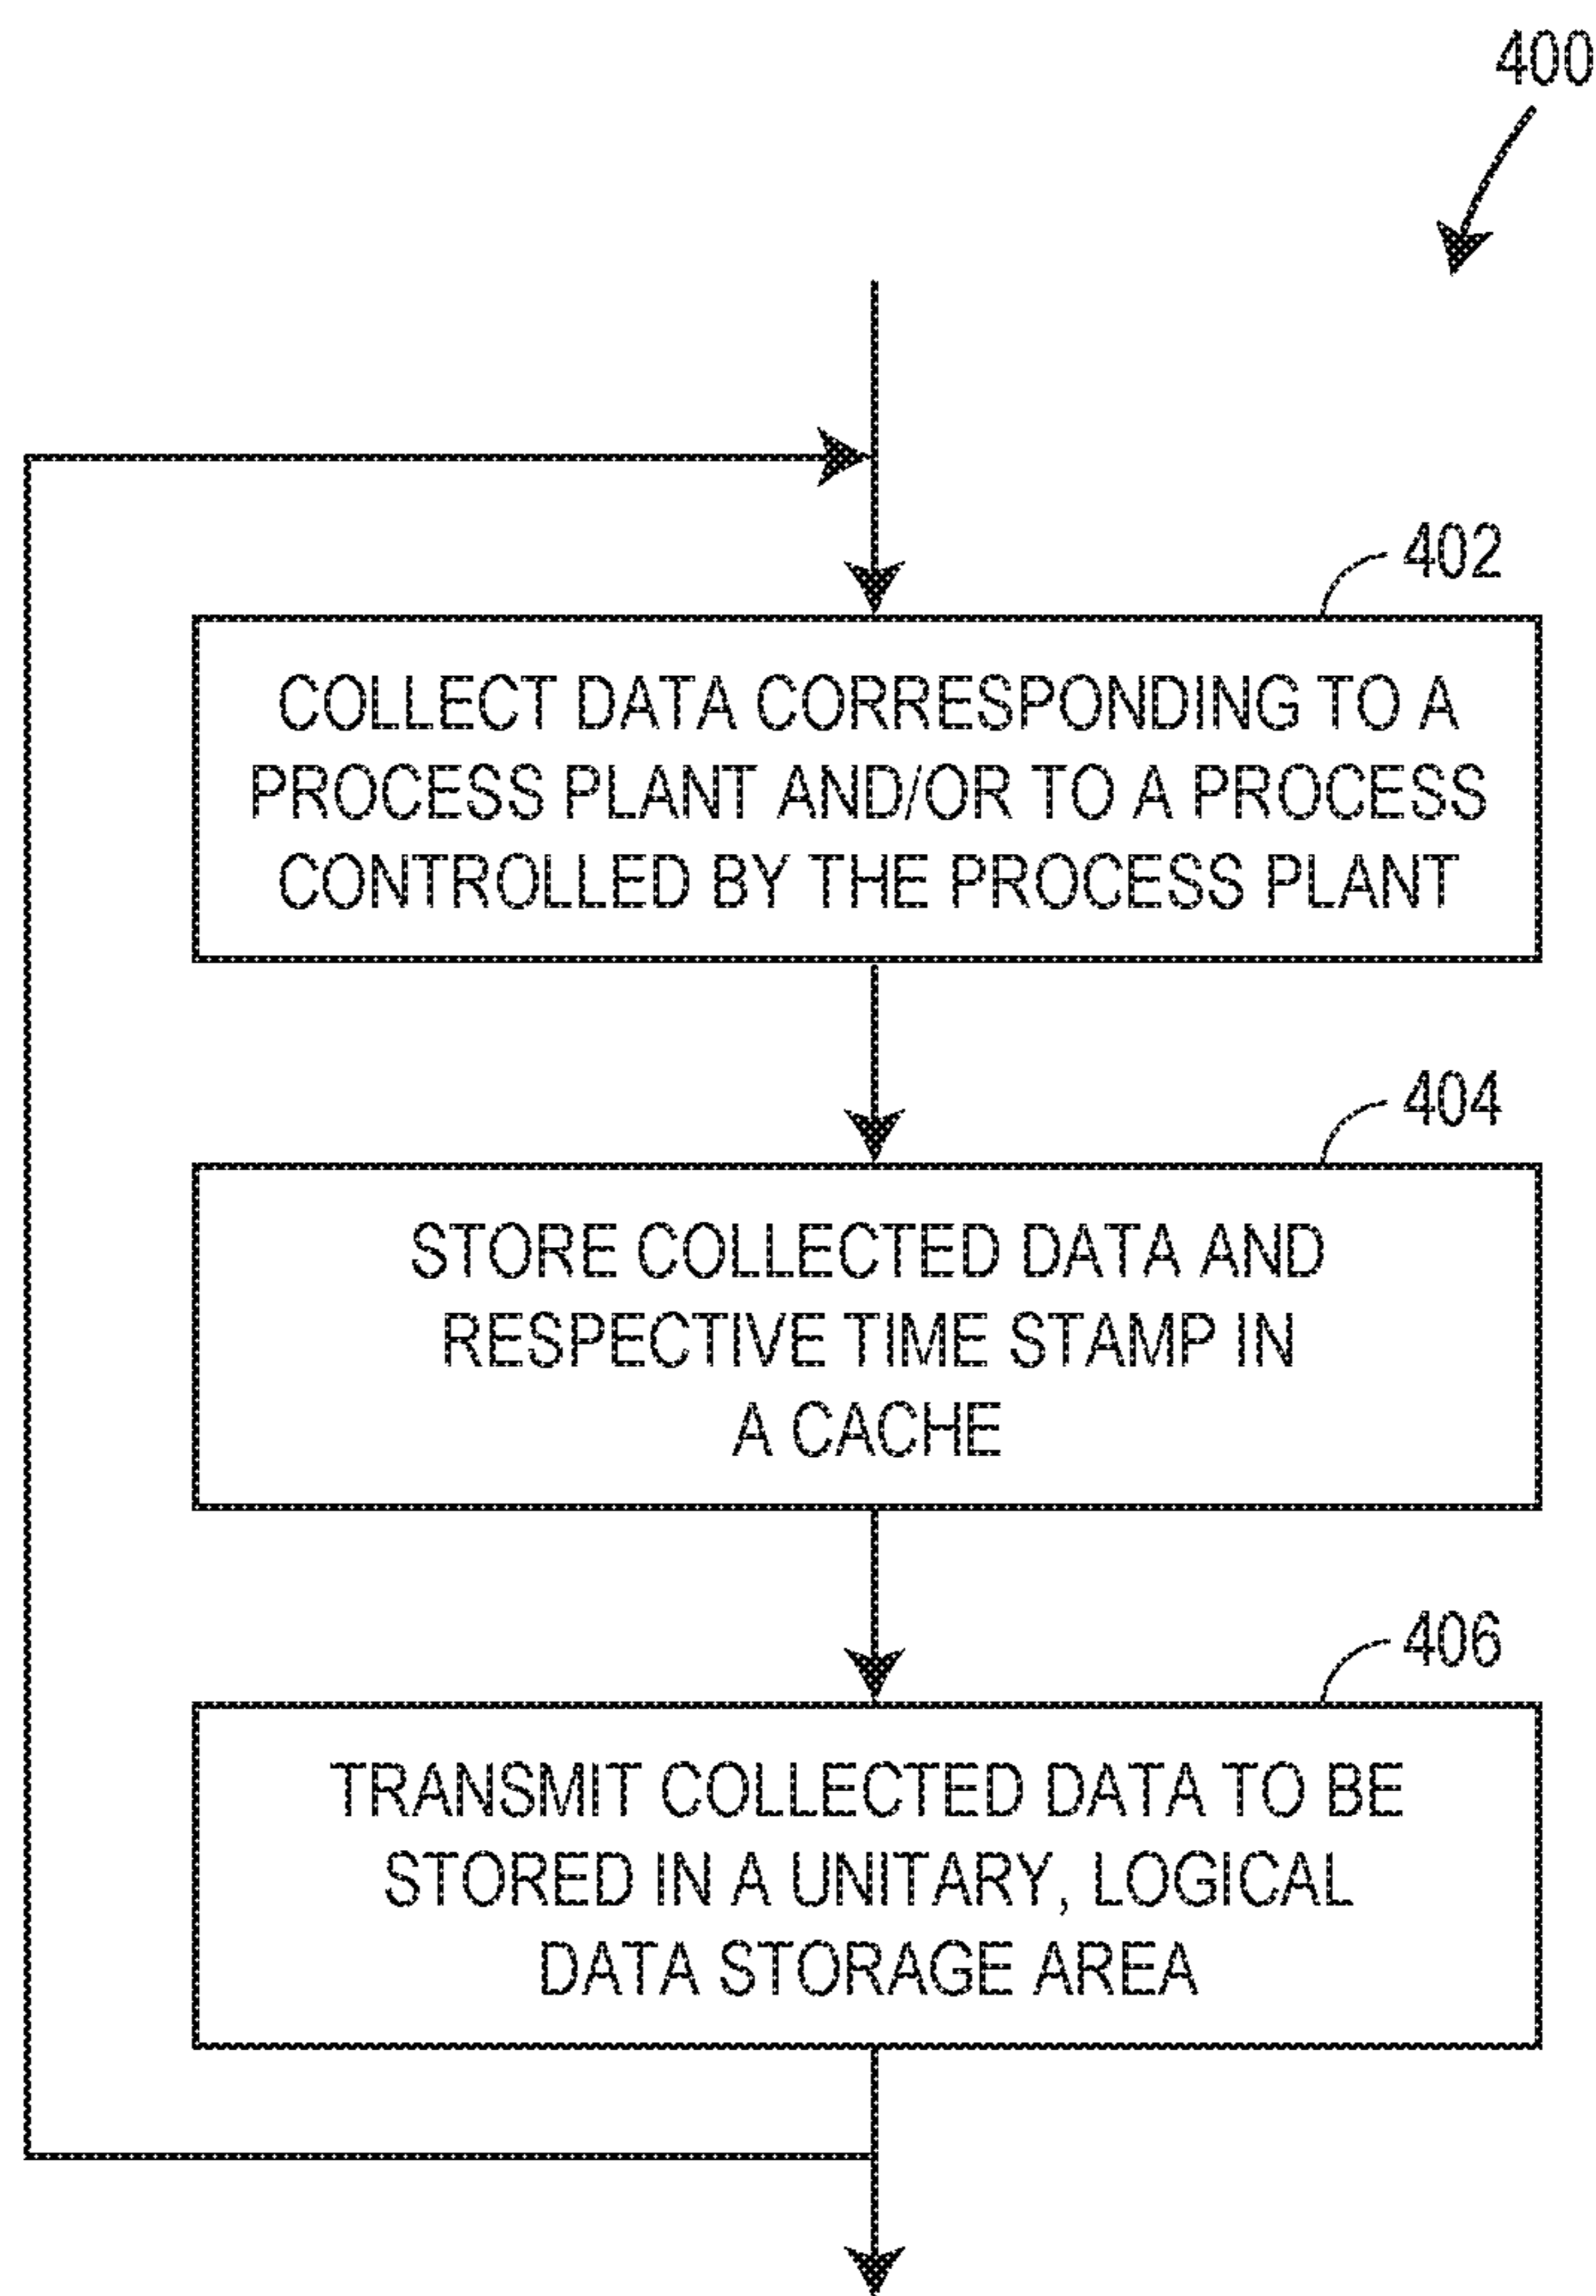 400
402
COLLECT DATA CORRESPONDING TO A
PROCESS PLANT AND/OR TO A PROCESS
CONTROLLED BY THE PROCESS PLANT
404
STORE COLLECTED DATA AND
RESPECTIVE TIME STAMP IN
A CACHE
406
TRANSMIT COLLECTED DATA TO BE
STORED IN A UNITARY, LOGICAL
DATA STORAGE AREA